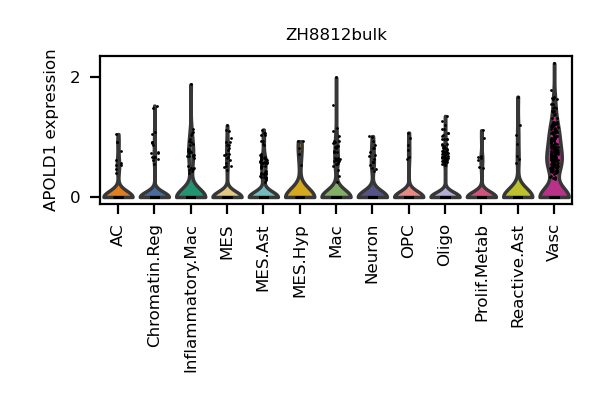 ZH8812bulk
APOLD1 expression
2
0
AC
Chromatin.Reg
Inflammatory.Mac
MES
MES.Ast
MES.Hyp
Mac
Neuron
OPC
Oligo
Prolif.Metab
Reactive.Ast
Vasc